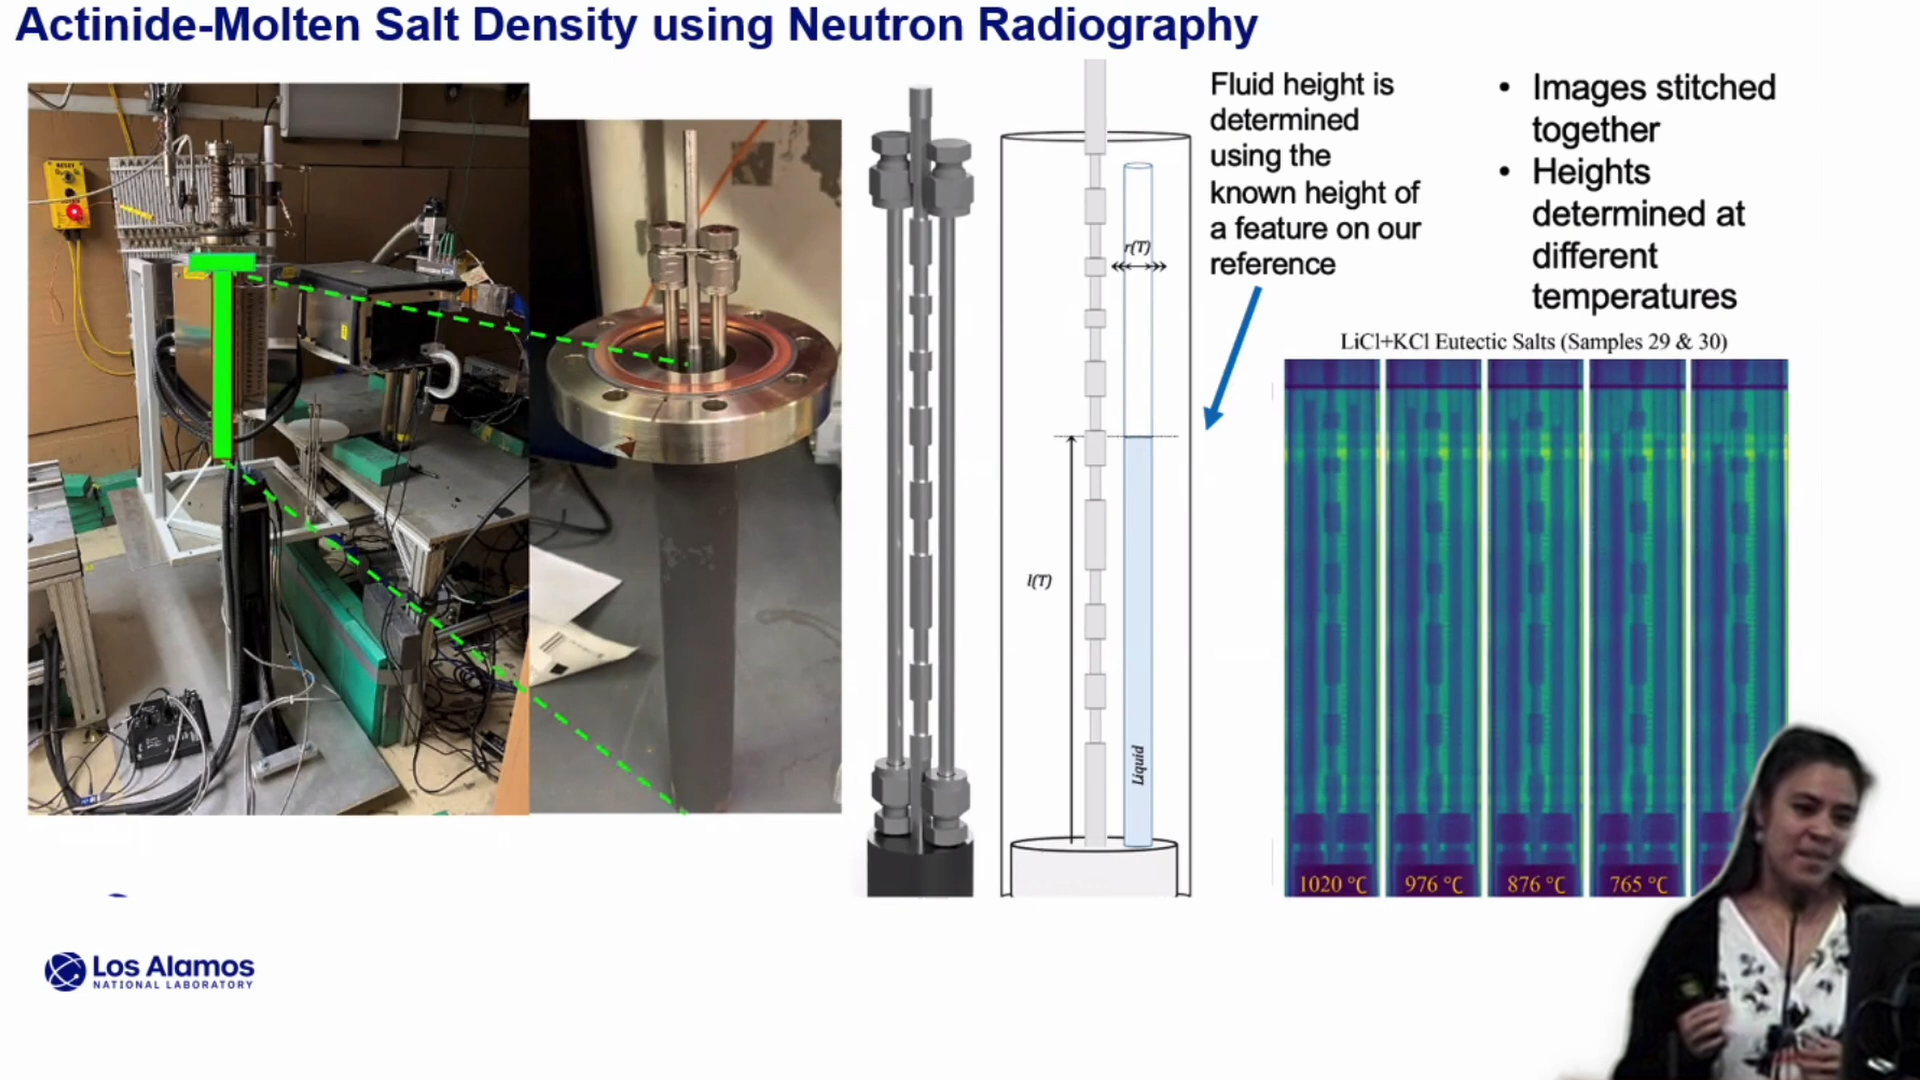 Actinide-Molten Salt Density using Neutron Radiography
Fluid height is
determined
using the
known height of
a feature on our
reference
• Images stitched
together
• Heights
determined at
different
temperatures
r(T)
l(T)
Liquid
LiCl+KCl Eutectic Salts (Samples 29 & 30)
1020 °C
976 °C
876 °C
765 °C
Los Alamos
NATIONAL LABORATORY